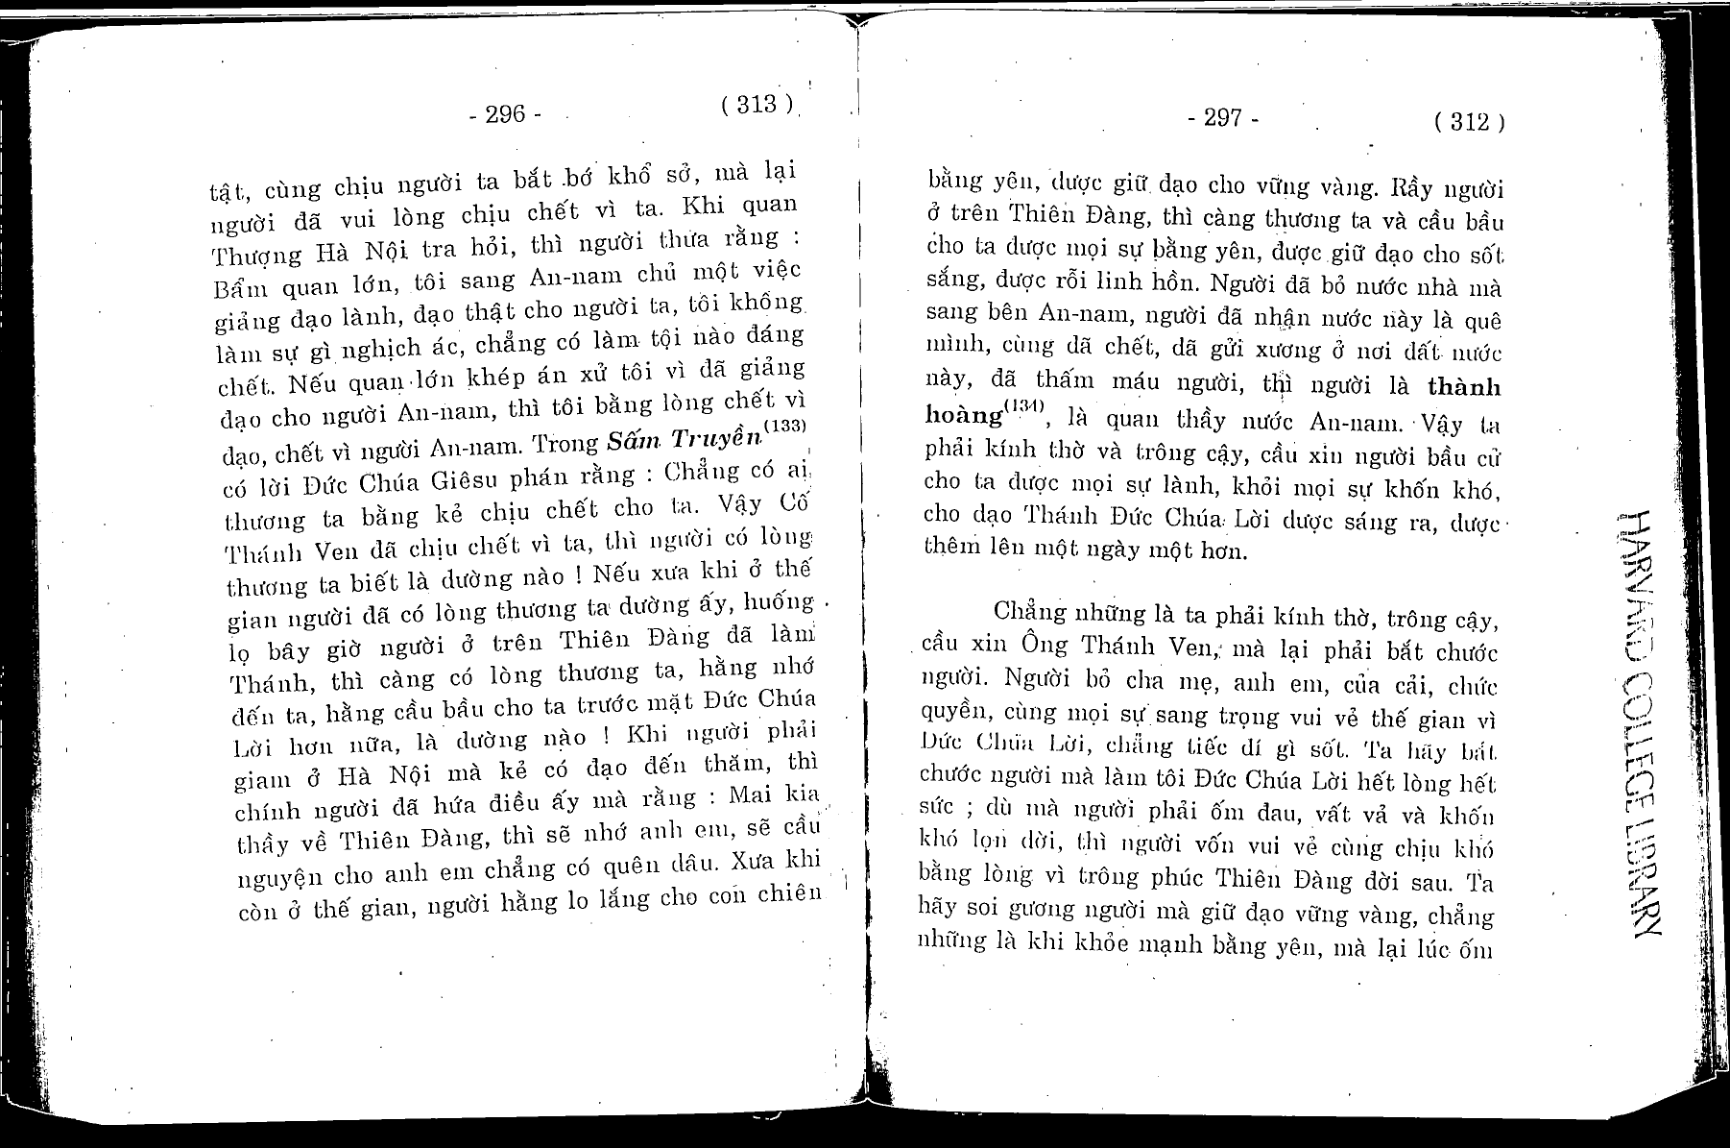 - 296 -
( 313 )
tật, cùng chịu người ta bắt bớ khổ sở, mà lại
người đã vui lòng chịu chết vì ta. Khi quan
Thượng Hà Nội tra hỏi, thì người thưa rằng :
Bẩm quan lớn, tôi sang An-nam chủ một việc
giảng đạo lành, đạo thật cho người ta, tôi không
làm sự gì nghịch ác, chẳng có làm tội nào đáng
chết. Nếu quan lớn khép án xử tôi vì đã giảng
đạo cho người An-nam, thì tôi bằng lòng chết vì
đạo, chết vì người An-nam. Trong Sấm Truyền(133)
có lời Đức Chúa Giêsu phán rằng : Chẳng có ai
thương ta bằng kẻ chịu chết cho ta. Vậy Cố
Thánh Ven đã chịu chết vì ta, thì người có lòng
thương ta biết là dường nào ! Nếu xưa khi ở thế
gian người đã có lòng thương ta dường ấy, huống
lọ bây giờ người ở trên Thiên Đàng đã làm
Thánh, thì càng có lòng thương ta, hằng nhớ
đến ta, hằng cầu bầu cho ta trước mặt Đức Chúa
Lời hơn nữa, là dường nào ! Khi người phải
giam ở Hà Nội mà kẻ có đạo đến thăm, thì
chính người đã hứa điều ấy mà rằng : Mai kia
thầy về Thiên Đàng, thì sẽ nhớ anh em, sẽ cầu
nguyện cho anh em chẳng có quên đâu. Xưa khi
còn ở thế gian, người hằng lo lắng cho con chiên
- 297 -
( 312 )
bằng yên, được giữ đạo cho vững vàng. Rầy người
ở trên Thiên Đàng, thì càng thương ta và cầu bầu
cho ta được mọi sự bằng yên, được giữ đạo cho sốt
sắng, được rỗi linh hồn. Người đã bỏ nước nhà mà
sang bên An-nam, người đã nhận nước này là quê
mình, cùng đã chết, đã gửi xương ở nơi đất nước
này, đã thấm máu người, thì người là thành
hoàng(134), là quan thầy nước An-nam. Vậy ta
phải kính thờ và trông cậy, cầu xin người bầu cử
cho ta được mọi sự lành, khỏi mọi sự khốn khó,
cho đạo Thánh Đức Chúa Lời được sáng ra, được
thêm lên một ngày một hơn.
Chẳng những là ta phải kính thờ, trông cậy,
cầu xin Ông Thánh Ven, mà lại phải bắt chước
người. Người bỏ cha mẹ, anh em, của cải, chức
quyền, cùng mọi sự sang trọng vui vẻ thế gian vì
Đức Chúa Lời, chẳng tiếc dí gì sốt. Ta hãy bắt
chước người mà làm tôi Đức Chúa Lời hết lòng hết
sức ; dù mà người phải ốm đau, vất vả và khốn
khó lọn đời, thì người vốn vui vẻ cùng chịu khó
bằng lòng vì trông phúc Thiên Đàng đời sau. Ta
hãy soi gương người mà giữ đạo vững vàng, chẳng
những là khi khỏe mạnh bằng yên, mà lại lúc ốm
HARVARD COLLEGE LIBRARY